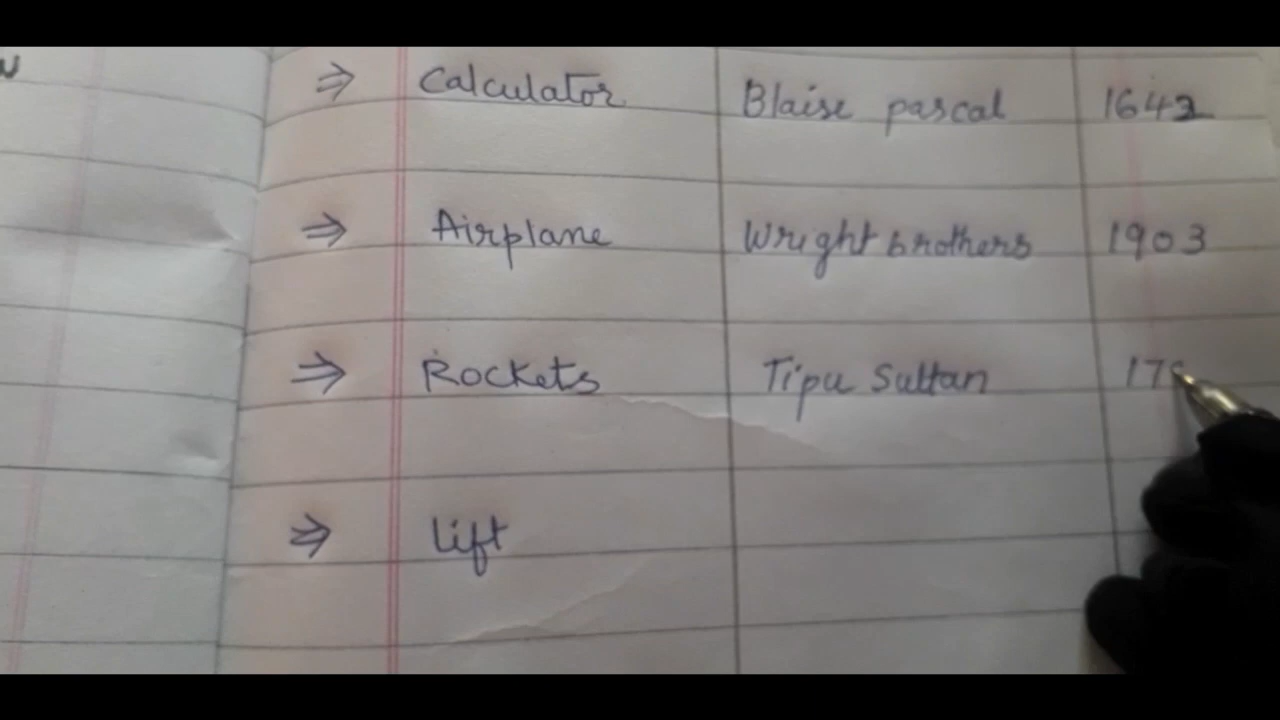 ⇒ Calculator Blaise pascal 1642
⇒ Airplane Wright brothers 1903
⇒ Rockets Tipu Sultan
⇒ Lift